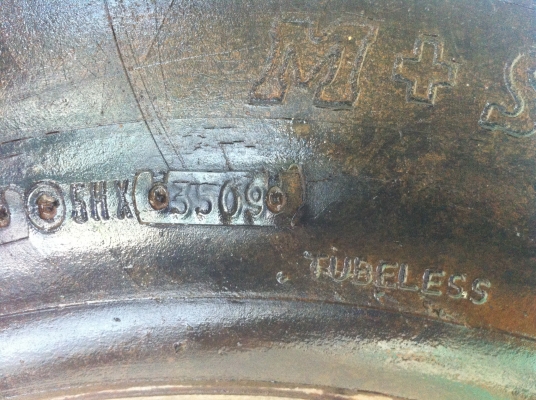 M + S
5HX 3509
TUBELESS